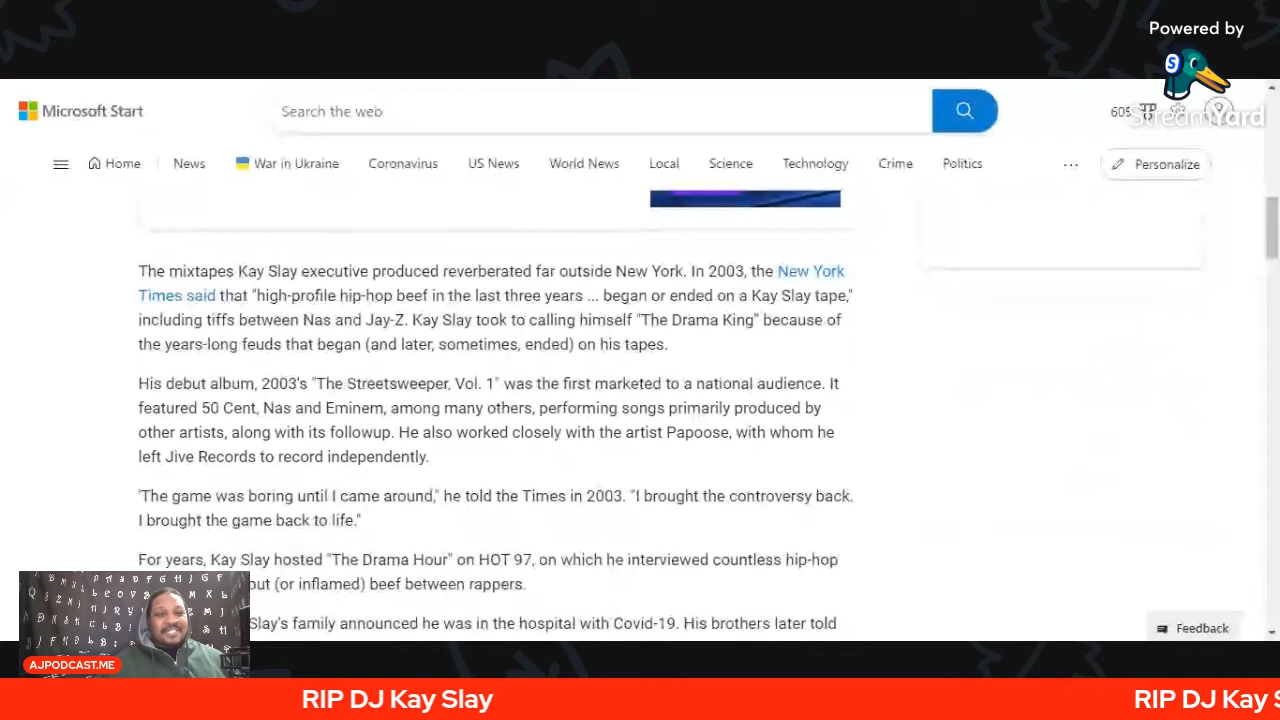 Powered by
S
StreamYard
Microsoft Start
Search the web
605
Home
News
War in Ukraine
Coronavirus
US News
World News
Local
Science
Technology
Crime
Politics
...
Personalize
The mixtapes Kay Slay executive produced reverberated far outside New York. In 2003, the New York
Times said that "high-profile hip-hop beef in the last three years ... began or ended on a Kay Slay tape,"
including tiffs between Nas and Jay-Z. Kay Slay took to calling himself "The Drama King" because of
the years-long feuds that began (and later, sometimes, ended) on his tapes.
His debut album, 2003's "The Streetsweeper, Vol. 1" was the first marketed to a national audience. It
featured 50 Cent, Nas and Eminem, among many others, performing songs primarily produced by
other artists, along with its followup. He also worked closely with the artist Papoose, with whom he
left Jive Records to record independently.
"The game was boring until I came around," he told the Times in 2003. "I brought the controversy back.
I brought the game back to life."
For years, Kay Slay hosted "The Drama Hour" on HOT 97, on which he interviewed countless hip-hop
out (or inflamed) beef between rappers.
Slay's family announced he was in the hospital with Covid-19. His brothers later told
Feedback
AJPODCAST.ME
RIP DJ Kay Slay
RIP DJ Kay S